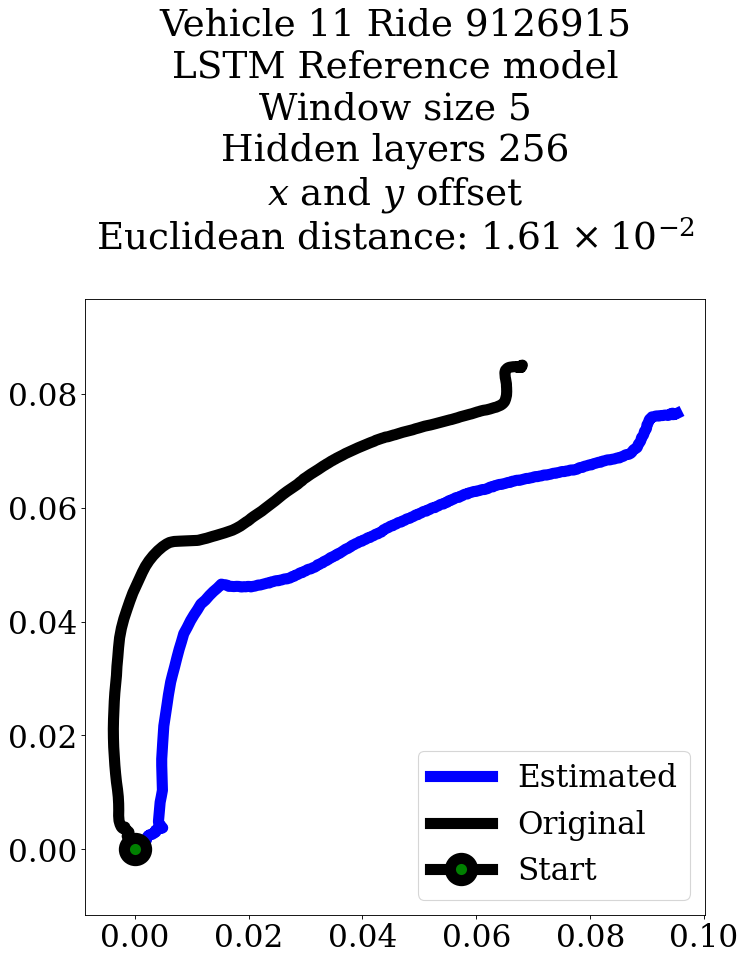 Vehicle 11 Ride 9126915
LSTM Reference model
Window size 5
Hidden layers 256
x and y offset
Euclidean distance: 1.61 × 10⁻²
0.08
0.06
0.04
0.02
0.00
Estimated
Original
Start
0.00 0.02 0.04 0.06 0.08 0.10